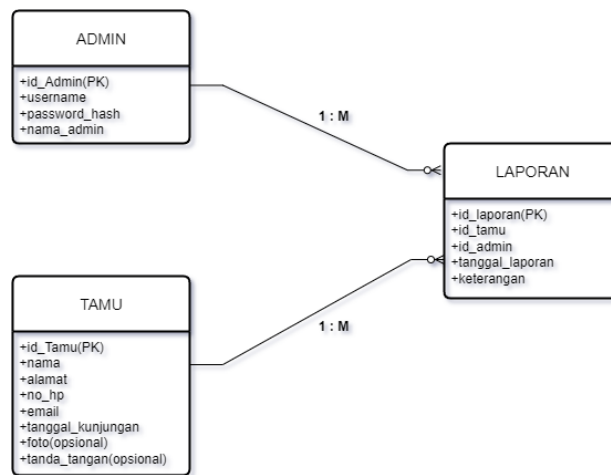 ADMIN
+id_Admin(PK)
+username
+password_hash
+nama_admin
1 : M
LAPORAN
+id_laporan(PK)
+id_tamu
+id_admin
+tanggal_laporan
+keterangan
TAMU
+id_Tamu(PK)
+nama
+alamat
+no_hp
+email
+tanggal_kunjungan
+foto(opsional)
+tanda_tangan(opsional)
1 : M